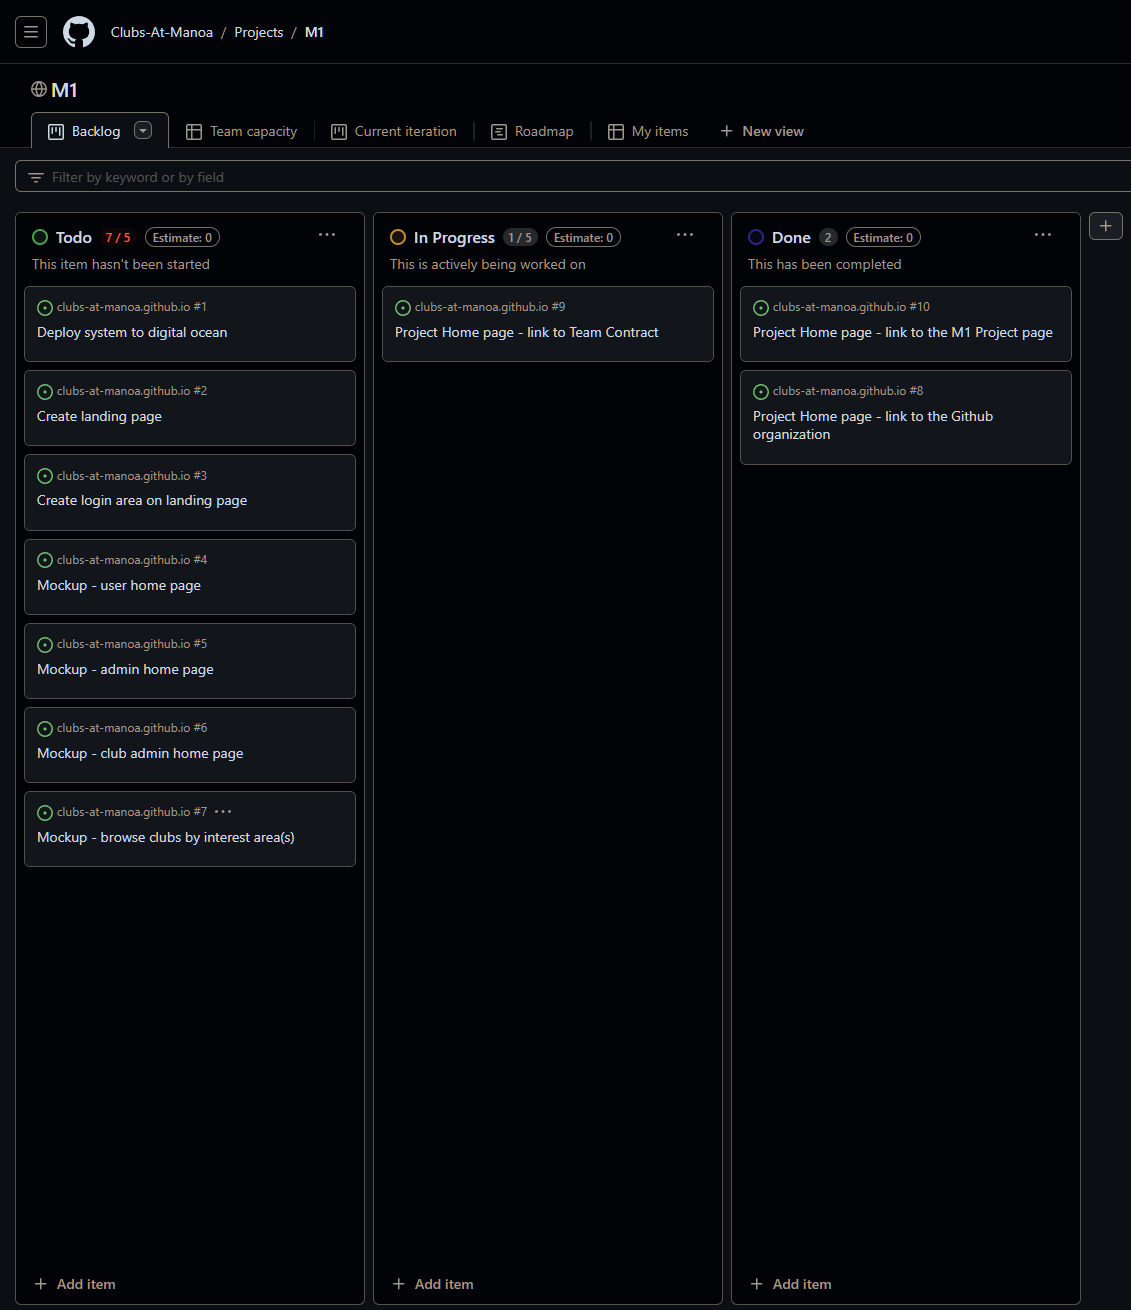 Clubs-At-Manoa / Projects / M1
M1
Backlog
Team capacity
Current iteration
Roadmap
My items
New view
Filter by keyword or by field
Todo 7 / 5 Estimate: 0
This item hasn't been started
clubs-at-manoa.github.io #1
Deploy system to digital ocean
clubs-at-manoa.github.io #2
Create landing page
clubs-at-manoa.github.io #3
Create login area on landing page
clubs-at-manoa.github.io #4
Mockup - user home page
clubs-at-manoa.github.io #5
Mockup - admin home page
clubs-at-manoa.github.io #6
Mockup - club admin home page
clubs-at-manoa.github.io #7
Mockup - browse clubs by interest area(s)
Add item
In Progress 1 / 5 Estimate: 0
This is actively being worked on
clubs-at-manoa.github.io #9
Project Home page - link to Team Contract
Add item
Done 2 Estimate: 0
This has been completed
clubs-at-manoa.github.io #10
Project Home page - link to the M1 Project page
clubs-at-manoa.github.io #8
Project Home page - link to the Github
organization
Add item